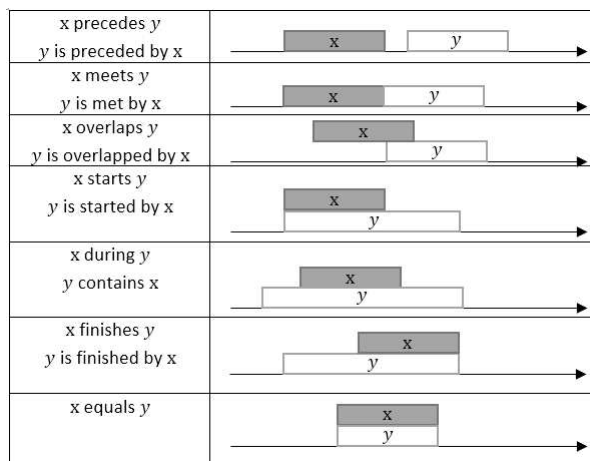 x precedes y
y is preceded by x
x y
x meets y
y is met by x
x y
x overlaps y
y is overlapped by x
x
y
x starts y
y is started by x
x
y
x during y
y contains x
x
y
x finishes y
y is finished by x
x
y
x equals y
x
y